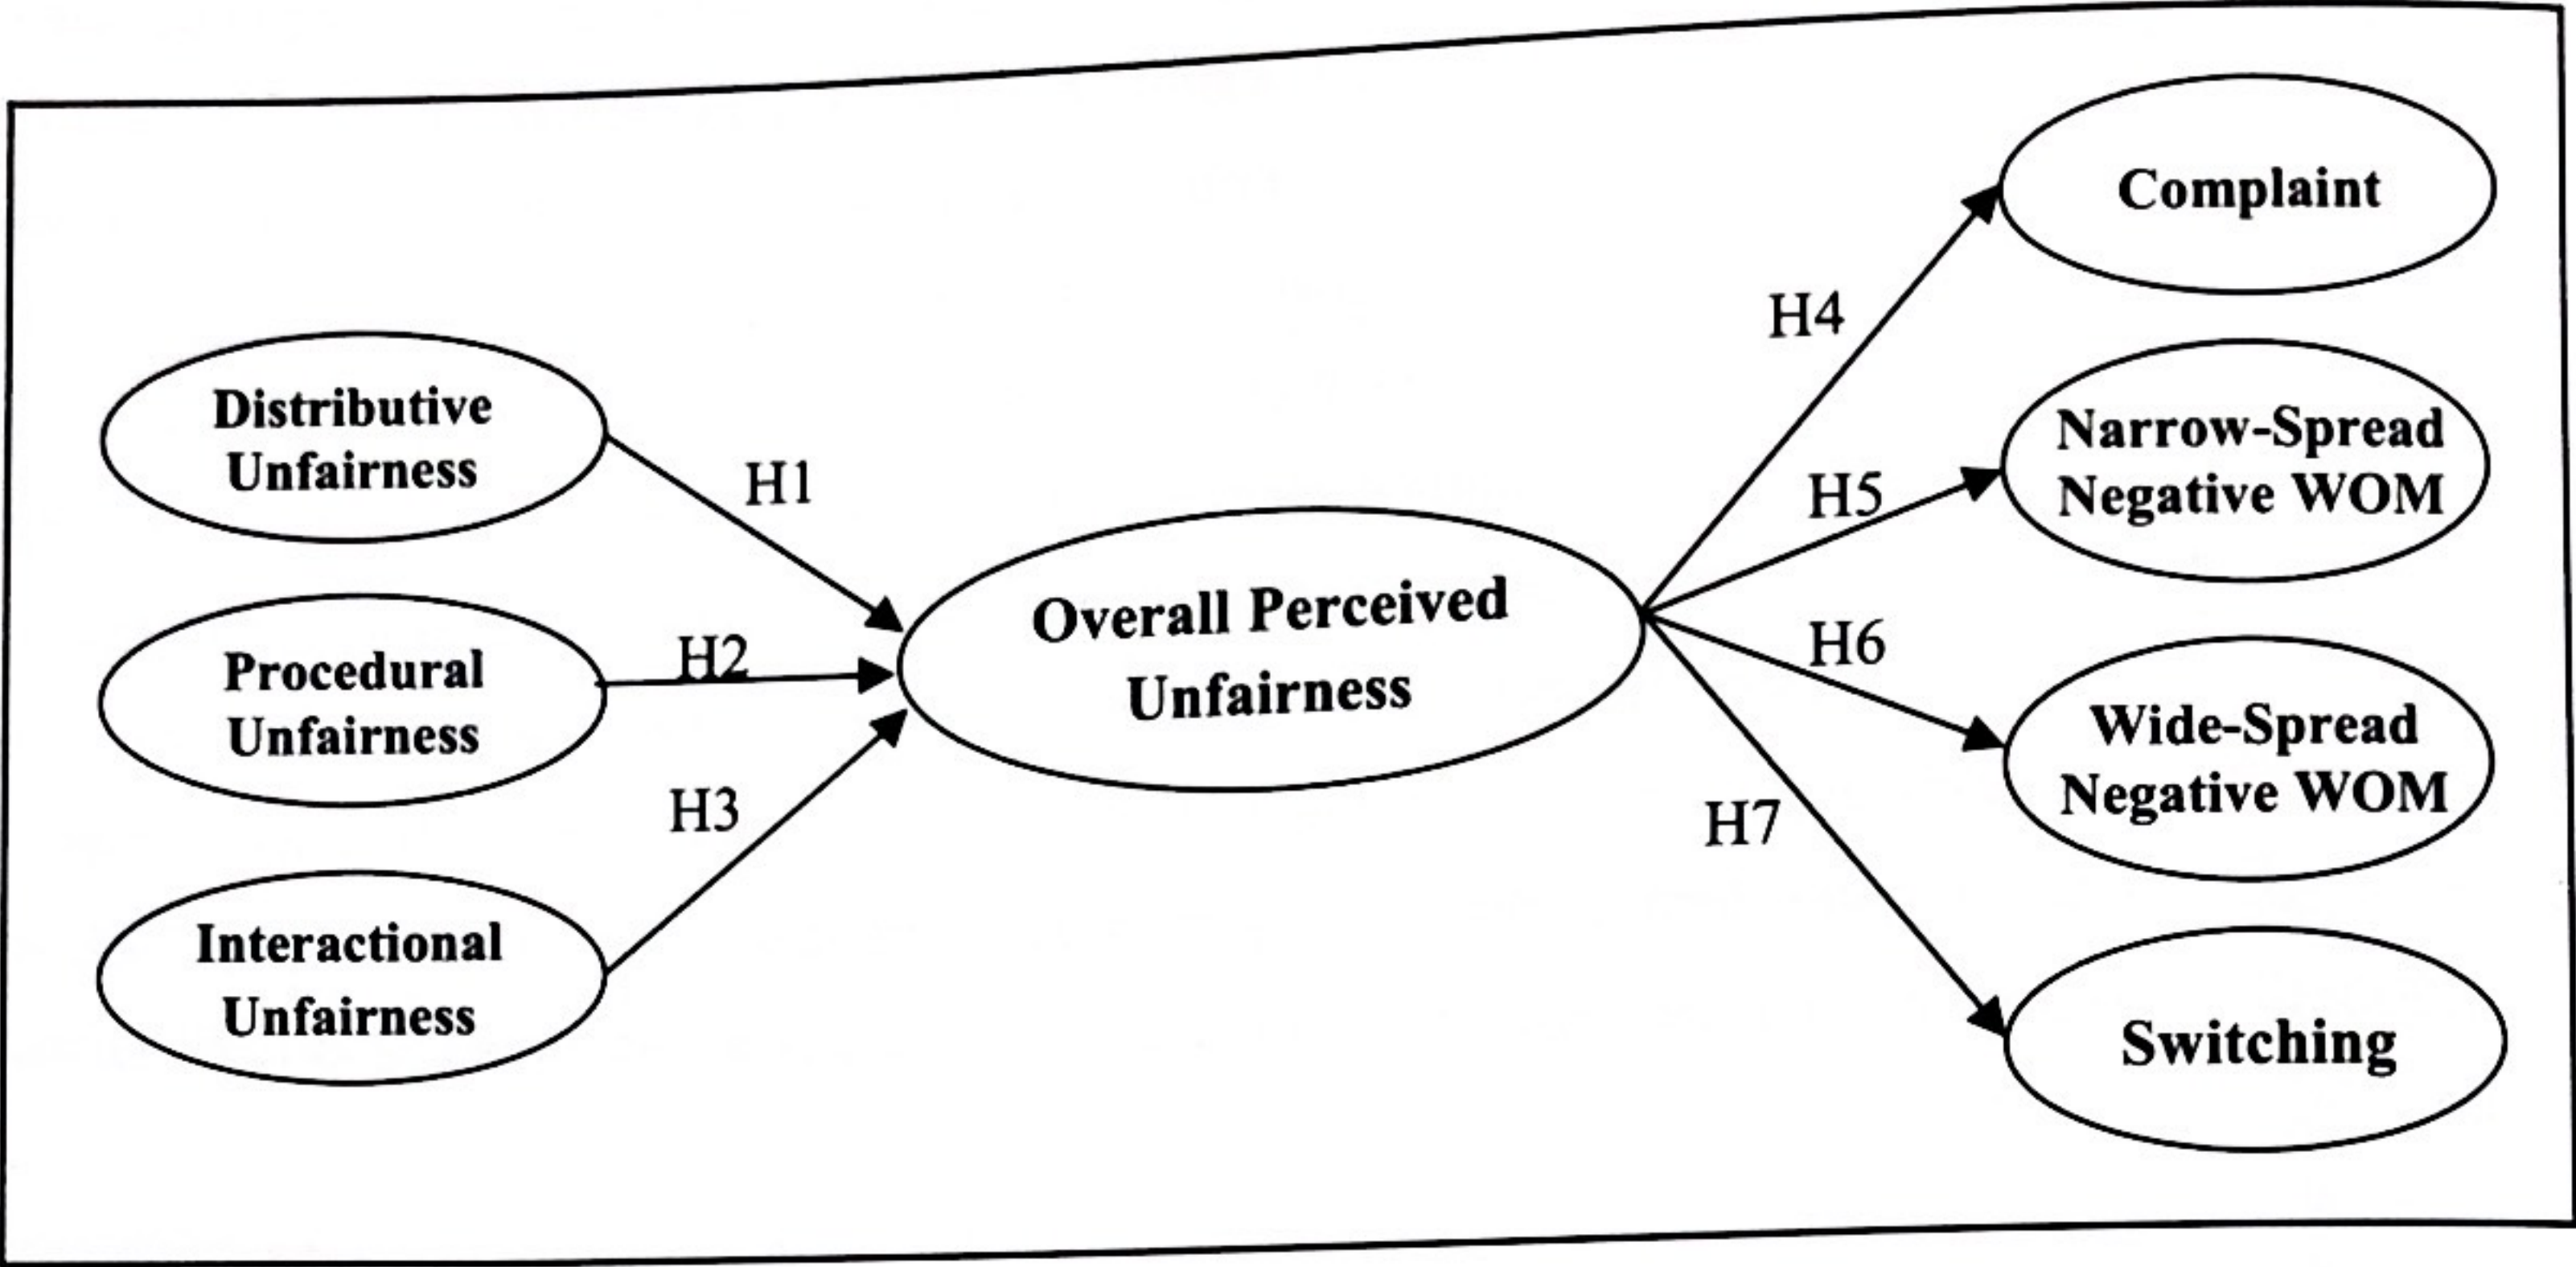 Distributive
Unfairness
H1
Procedural
Unfairness
H2
Interactional
Unfairness
H3
Overall Perceived
Unfairness
H4
Complaint
H5
Narrow-Spread
Negative WOM
H6
Wide-Spread
Negative WOM
H7
Switching